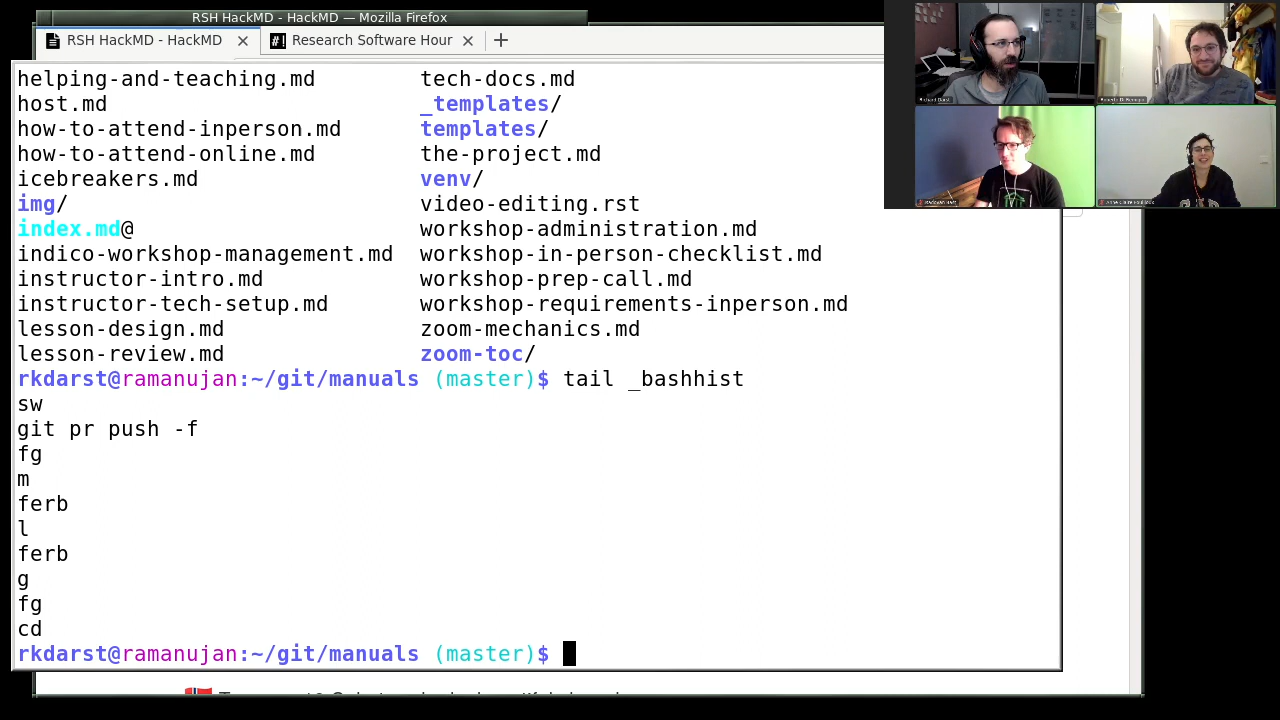 RSH HackMD - HackMD — Mozilla Firefox
RSH HackMD - HackMD
Research Software Hour
helping-and-teaching.md tech-docs.md
host.md _templates/
how-to-attend-inperson.md templates/
how-to-attend-online.md the-project.md
icebreakers.md venv/
img/ video-editing.rst
index.md@ workshop-administration.md
indico-workshop-management.md workshop-in-person-checklist.md
instructor-intro.md workshop-prep-call.md
instructor-tech-setup.md workshop-requirements-inperson.md
lesson-design.md zoom-mechanics.md
lesson-review.md zoom-toc/
rkdarst@ramanujan:~/git/manuals (master)$ tail _bashhist
sw
git pr push -f
fg
m
ferb
l
ferb
g
fg
cd
rkdarst@ramanujan:~/git/manuals (master)$
Richard Darst